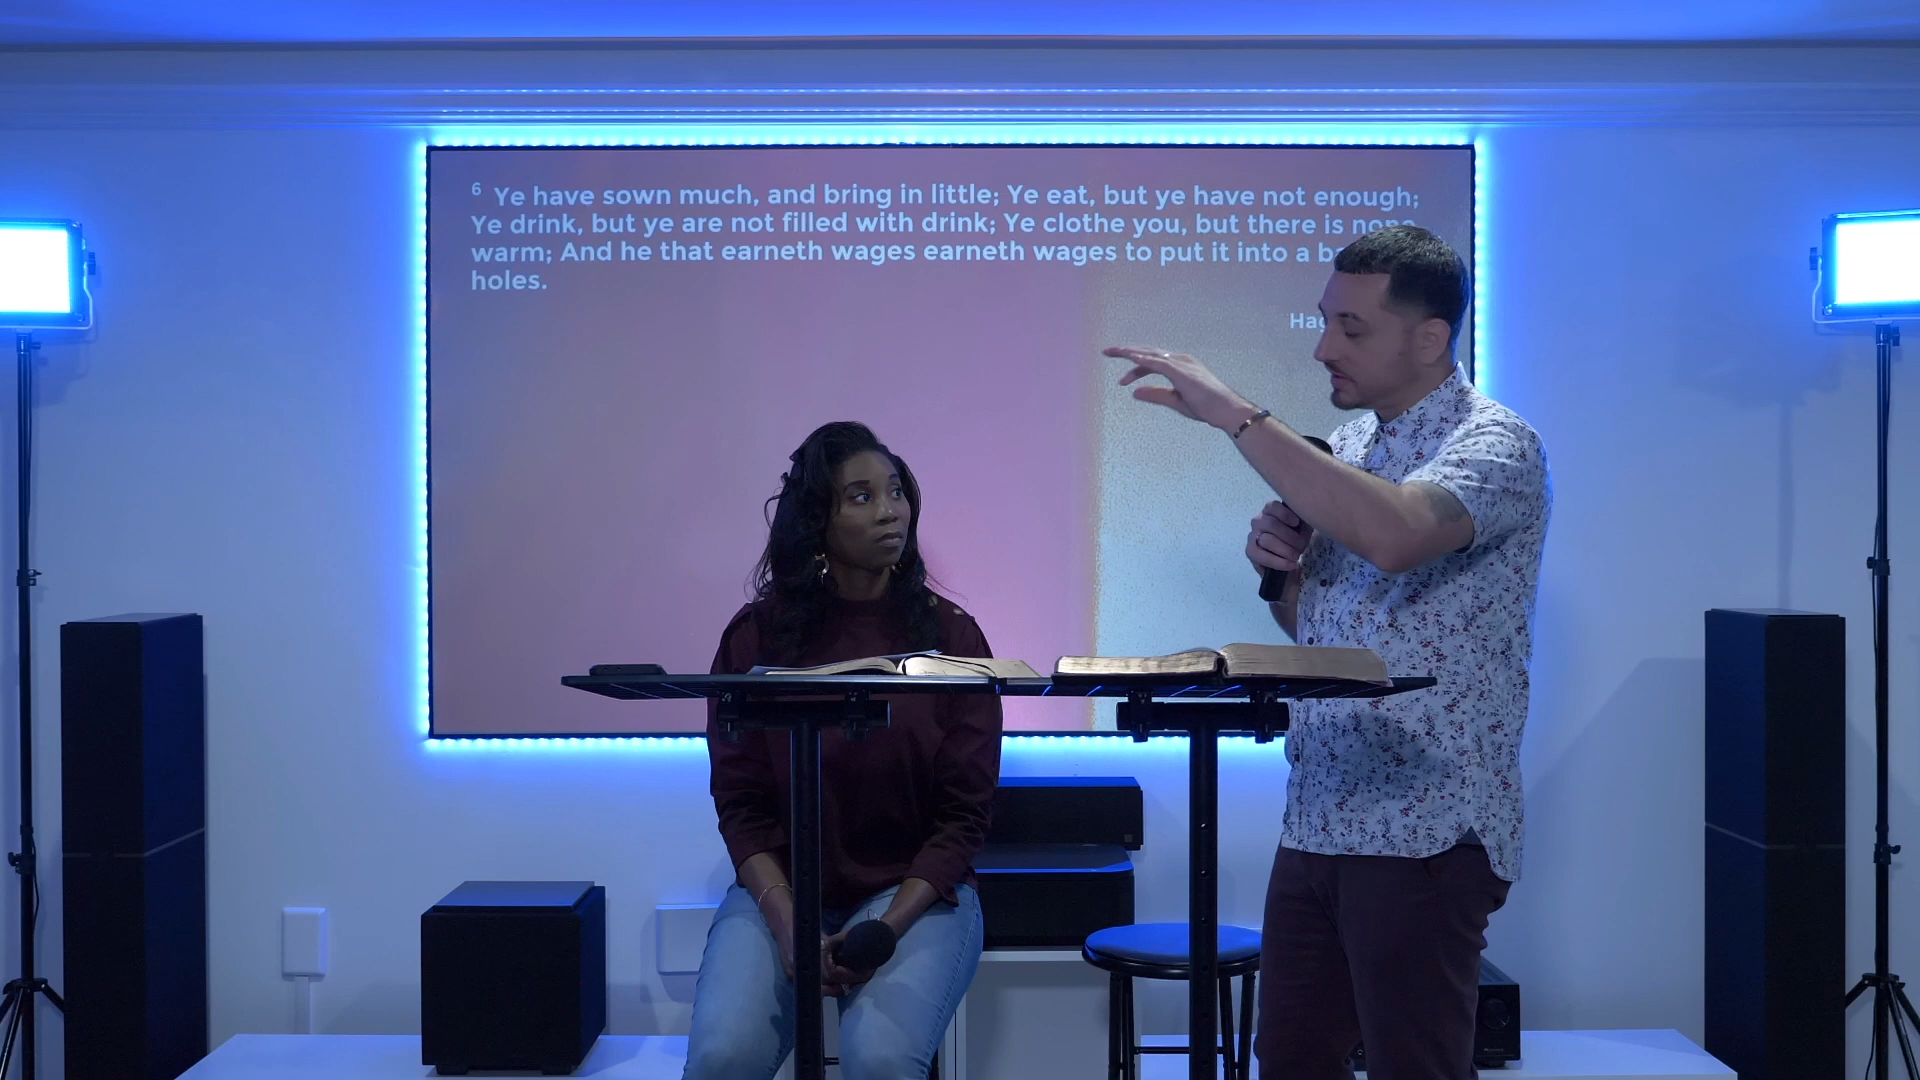 6 Ye have sown much, and bring in little; Ye eat, but ye have not enough;
Ye drink, but ye are not filled with drink; Ye clothe you, but there is none
warm; And he that earneth wages earneth wages to put it into a
holes.